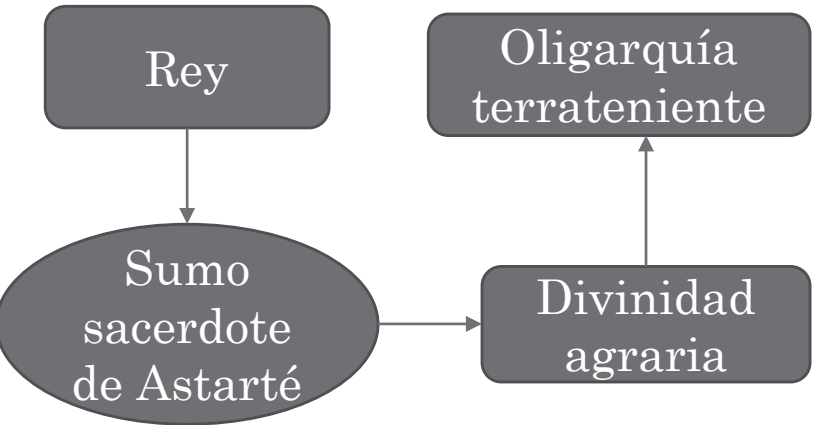 Rey
Oligarquía
terrateniente
Sumo
sacerdote
de Astarté
Divinidad
agraria